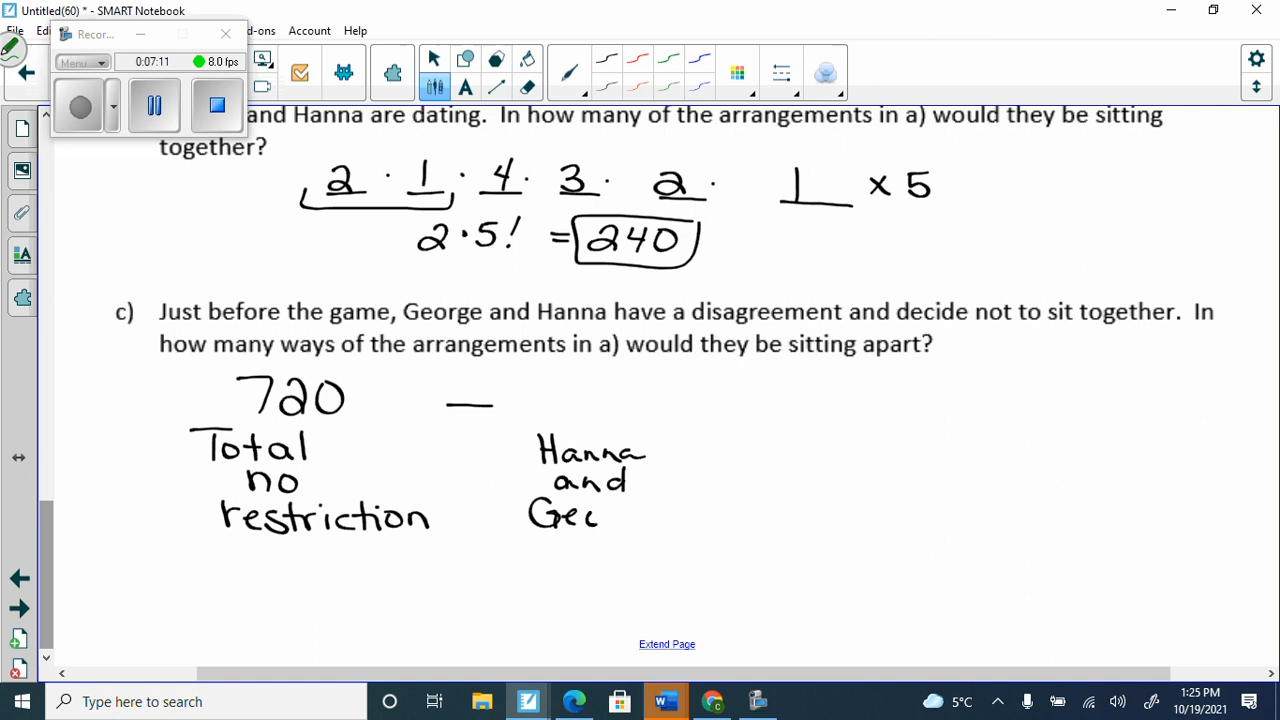 Untitled(60) * - SMART Notebook
Recor...
File Ed
d-ons Account Help
Menu 0:07:11 8.0 fps
and Hanna are dating. In how many of the arrangements in a) would they be sitting
together?
2 · 1 · 4 · 3 · 2 · 1 × 5
2 · 5! = 240
c) Just before the game, George and Hanna have a disagreement and decide not to sit together. In
how many ways of the arrangements in a) would they be sitting apart?
720 —
Total Hanna
no and
restriction Geo
Extend Page
Type here to search
5°C
1:25 PM
10/19/2021